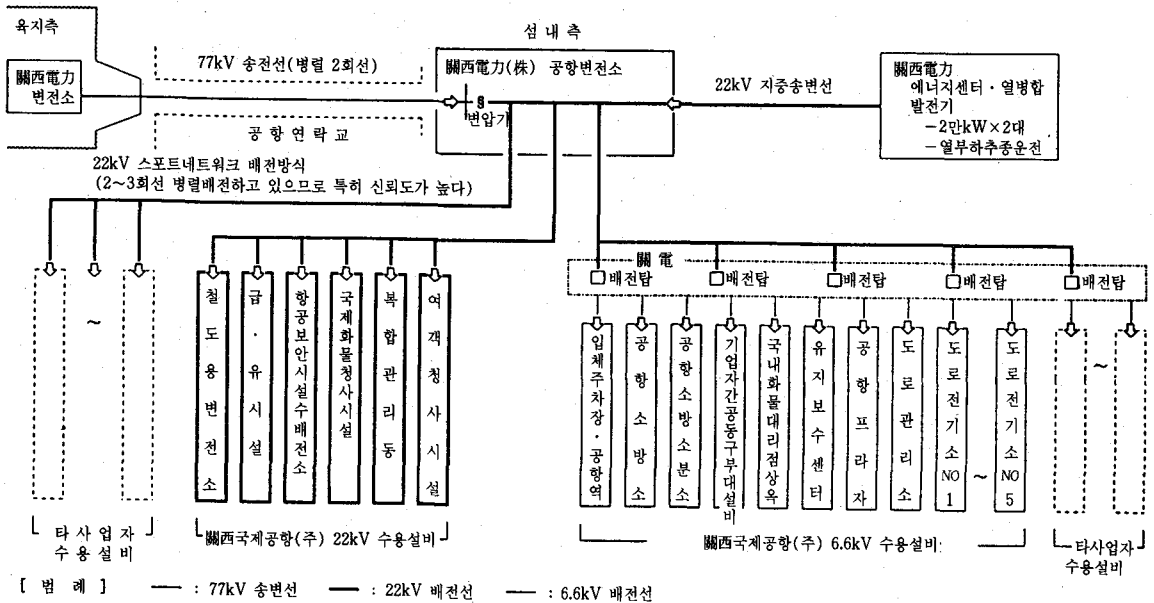 육지측
섬 내 측
關西電力
변전소
77kV 송전선(병렬 2회선)
공 항 연 락 교
關西電力(株) 공항변전소
변압기
22kV 지중송변선
關西電力
에너지센터·열병합
발전기
-2만kW×2대
-열부하추종운전
22kV 스포트네트워크 배전방식
(2~3회선 병렬배전하고 있으므로 특히 신뢰도가 높다)
~
철도용변전소
급·유시설
항공보안시설수배전소
국제화물청사시설
복합관리동
여객청사시설
關電
배전탑
배전탑
배전탑
배전탑
배전탑
입체주차장·공항역
공항소방소
공항소방소분소
기업자간공동구부대설비
국내화물대리점상옥
유지보수센터
공항프라자
도로관리소
도로전기소NO1
~
도로전기소NO5
~
타사업자
수용설비
關西국제공항(주) 22kV 수용설비
關西국제공항(주) 6.6kV 수용설비
타사업자
수용설비
[ 범 례 ] : 77kV 송변선 : 22kV 배전선 : 6.6kV 배전선